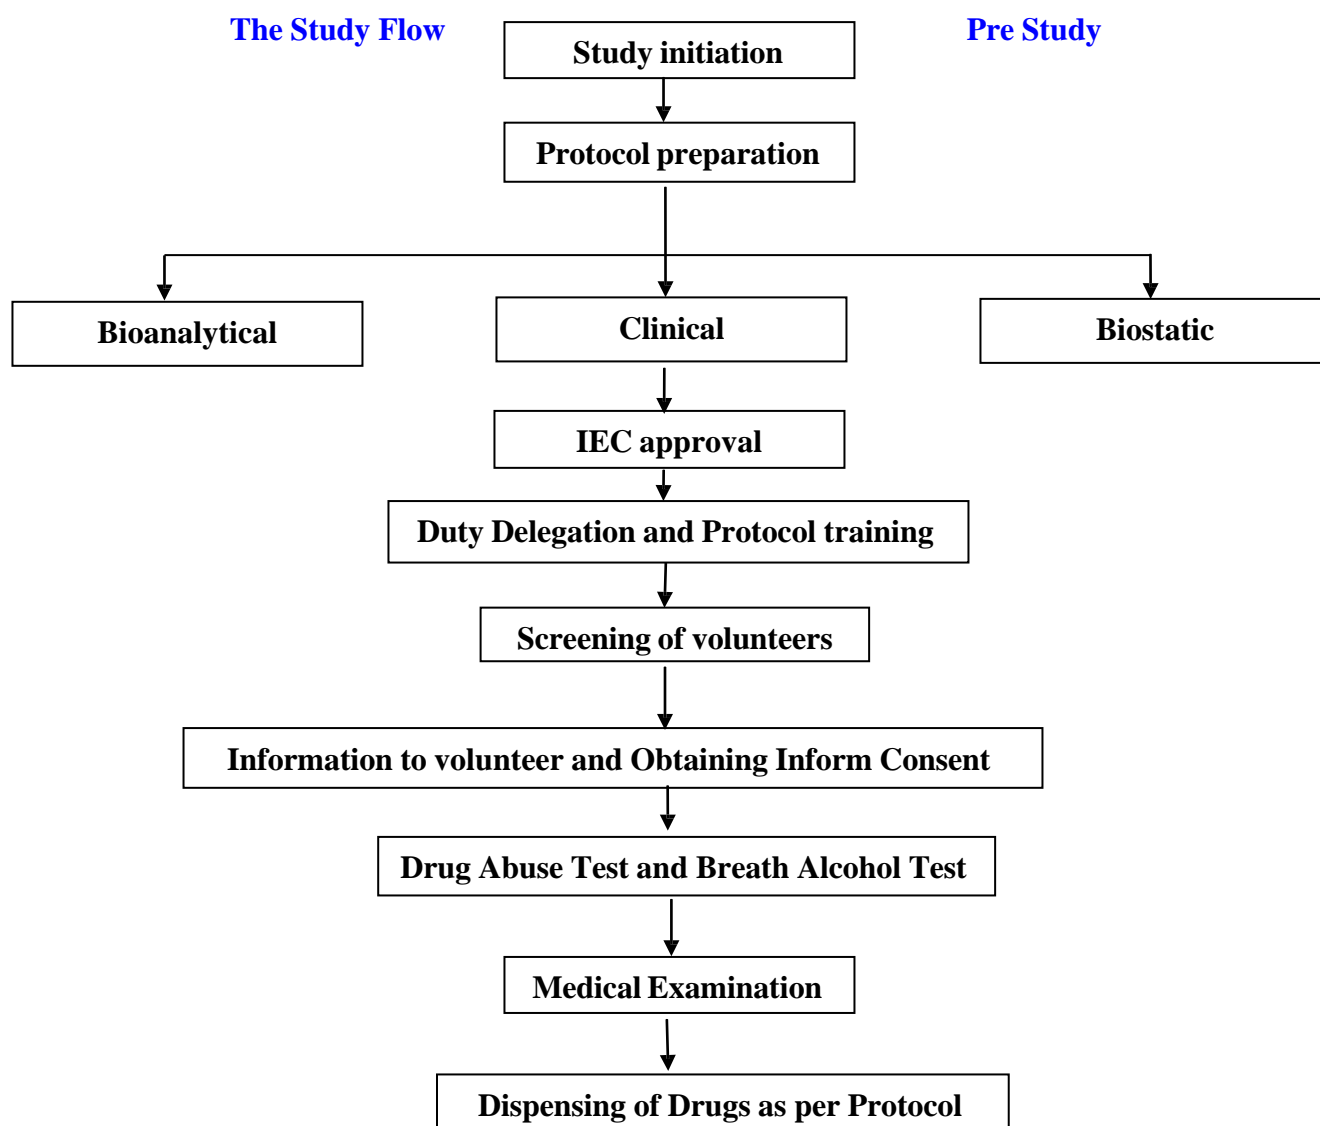 The Study Flow
Pre Study
Study initiation
Protocol preparation
Bioanalytical
Clinical
Biostatic
IEC approval
Duty Delegation and Protocol training
Screening of volunteers
Information to volunteer and Obtaining Inform Consent
Drug Abuse Test and Breath Alcohol Test
Medical Examination
Dispensing of Drugs as per Protocol